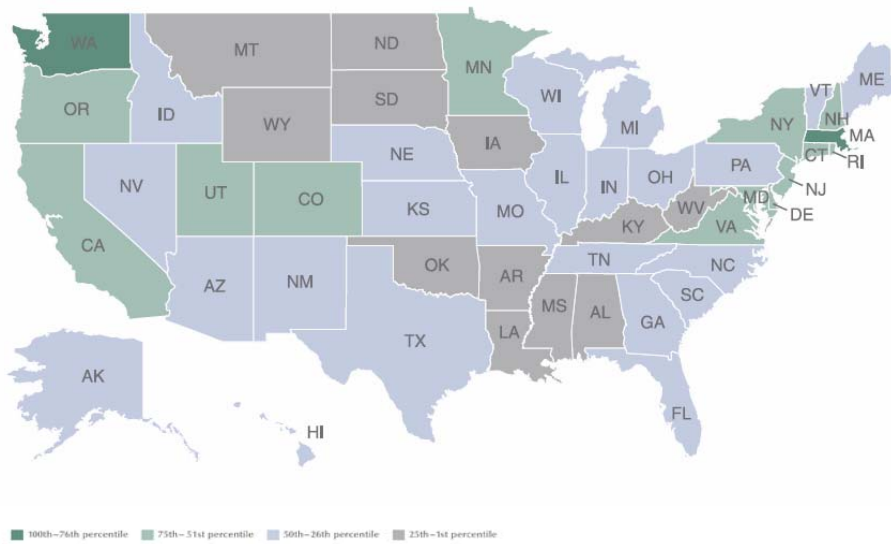 WA
MT
ND
MN
ME
VT
OR
ID
SD
WI
NH
NY
MA
WY
MI
CT
RI
IA
NE
PA
NJ
NV
UT
CO
IL
IN
OH
MD
DE
KS
MO
WV
VA
KY
CA
TN
NC
AZ
NM
OK
AR
SC
MS
AL
GA
LA
TX
AK
FL
HI
100th–76th percentile 75th–51st percentile 50th–26th percentile 25th–1st percentile